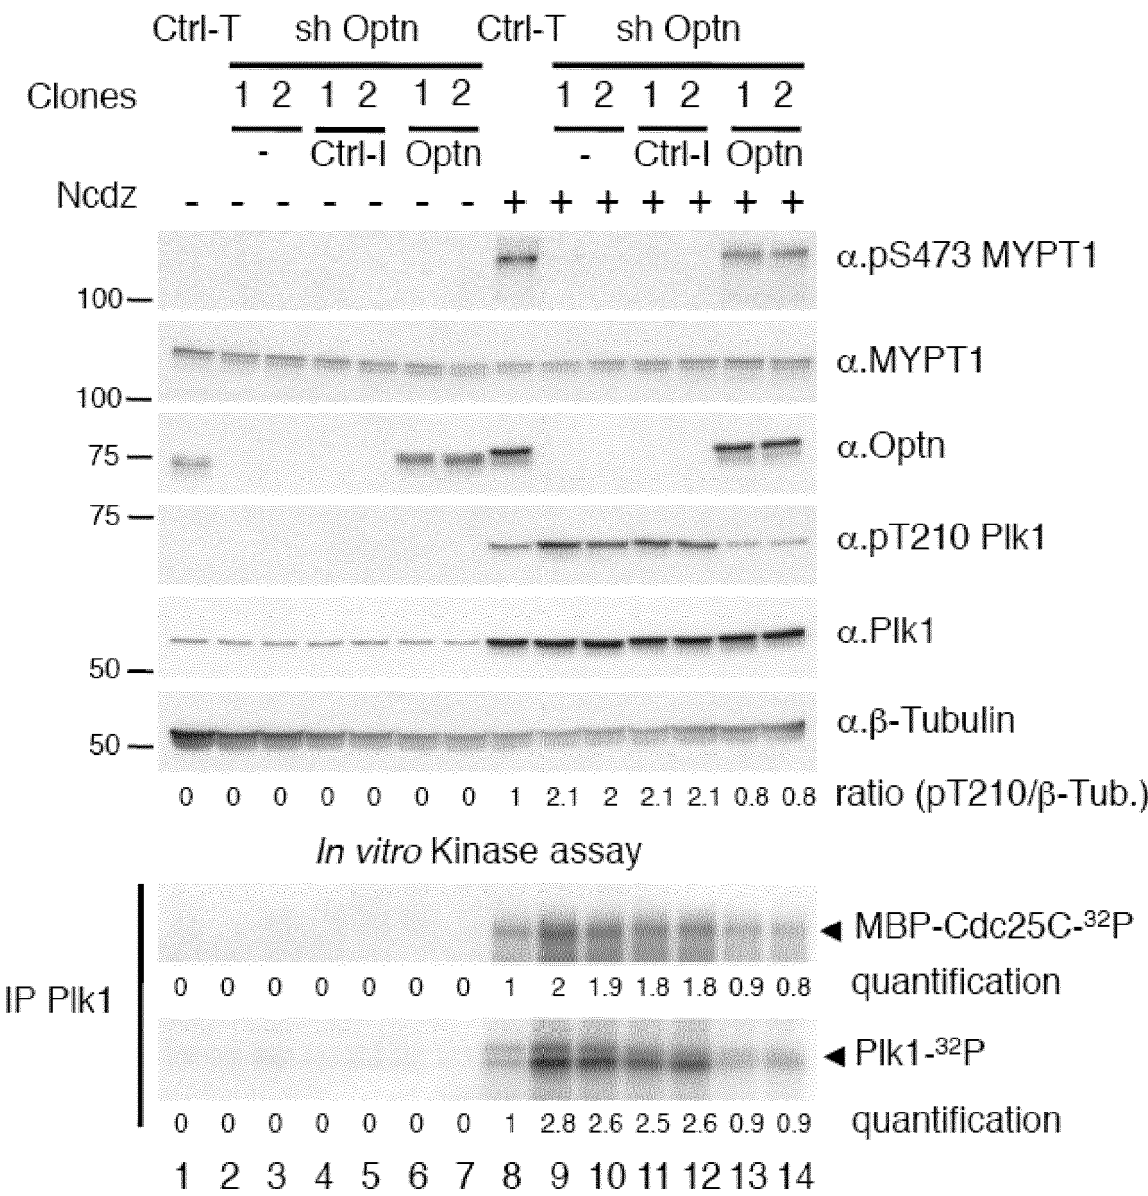 Ctrl-T sh Optn Ctrl-T sh Optn
Clones 1 2 1 2 1 2 1 2 1 2 1 2
- Ctrl-I Optn - Ctrl-I Optn
Ncdz - - - - - - - + + + + + + +
α.pS473 MYPT1
100
α.MYPT1
100
α.Optn
75
75
α.pT210 Plk1
α.Plk1
50
α.β-Tubulin
50
0 0 0 0 0 0 0 1 2.1 2 2.1 2.1 0.8 0.8 ratio (pT210/β-Tub.)
In vitro Kinase assay
MBP-Cdc25C-³²P
0 0 0 0 0 0 0 1 2 1.9 1.8 1.8 0.9 0.8 quantification
IP Plk1
Plk1-³²P
0 0 0 0 0 0 0 1 2.8 2.6 2.5 2.6 0.9 0.9 quantification
1 2 3 4 5 6 7 8 9 10 11 12 13 14